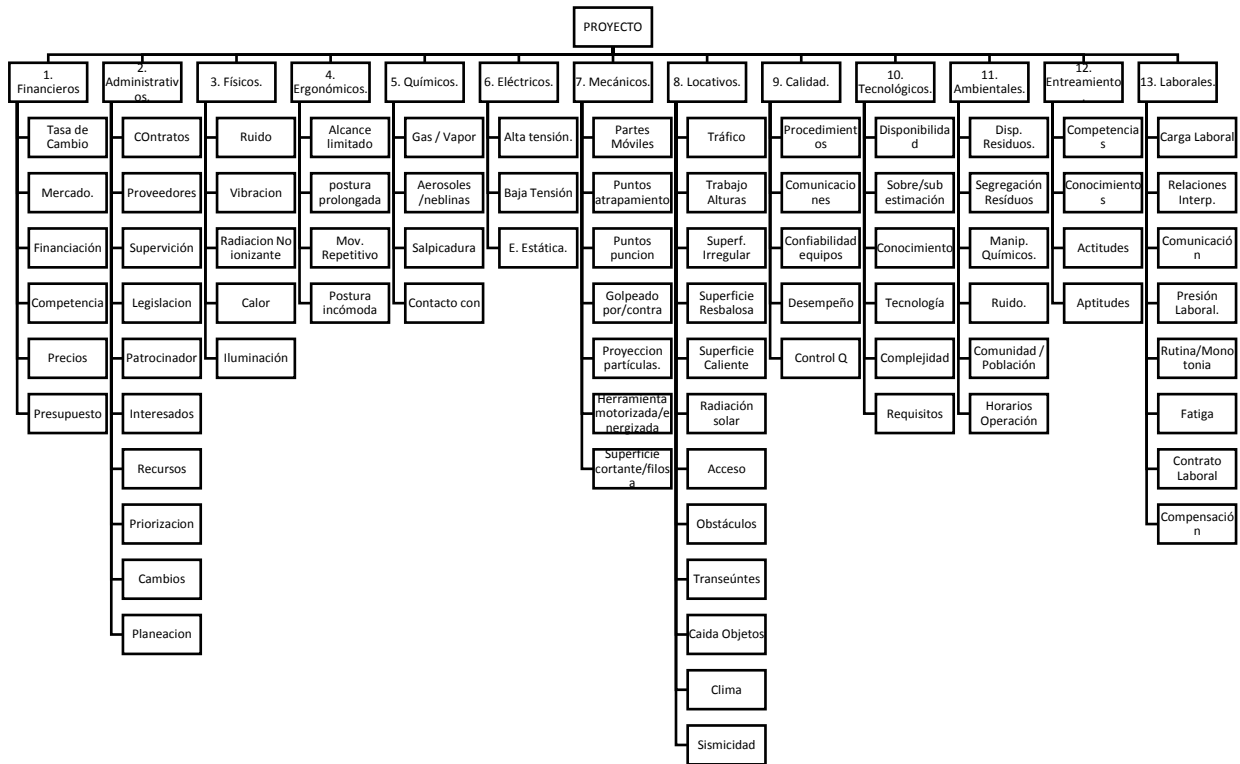 PROYECTO
1.
Financieros
Tasa de
Cambio
Mercado.
Financiación
Competencia
Precios
Presupuesto
2.
Administrativ
os.
COntratos
Proveedores
Supervición
Legislacion
Patrocinador
Interesados
Recursos
Priorizacion
Cambios
Planeacion
3. Físicos.
Ruido
Vibracion
Radiacion No
ionizante
Calor
Iluminación
4.
Ergonómicos.
Alcance
limitado
postura
prolongada
Mov.
Repetitivo
Postura
incómoda
5. Químicos.
Gas / Vapor
Aerosoles
/neblinas
Salpicadura
Contacto con
6. Eléctricos.
Alta tensión.
Baja Tensión
E. Estática.
7. Mecánicos.
Partes
Móviles
Puntos
atrapamiento
Puntos
puncion
Golpeado
por/contra
Proyeccion
partículas.
Herramienta
motorizada/e
nergizada
Superficie
cortante/filos
a
8. Locativos.
Tráfico
Trabajo
Alturas
Superf.
Irregular
Superficie
Resbalosa
Superficie
Caliente
Radiación
solar
Acceso
Obstáculos
Transeúntes
Caida Objetos
Clima
Sismicidad
9. Calidad.
Procedimient
os
Comunicacio
nes
Confiabilidad
equipos
Desempeño
Control Q
10.
Tecnológicos.
Disponibilida
d
Sobre/sub
estimación
Conocimiento
Tecnología
Complejidad
Requisitos
11.
Ambientales.
Disp.
Residuos.
Segregación
Resíduos
Manip.
Químicos.
Ruido.
Comunidad /
Población
Horarios
Operación
12.
Entreamiento
.
Competencia
s
Conocimiento
s
Actitudes
Aptitudes
13. Laborales.
Carga Laboral
Relaciones
Interp.
Comunicació
n
Presión
Laboral.
Rutina/Mono
tonia
Fatiga
Contrato
Laboral
Compensació
n